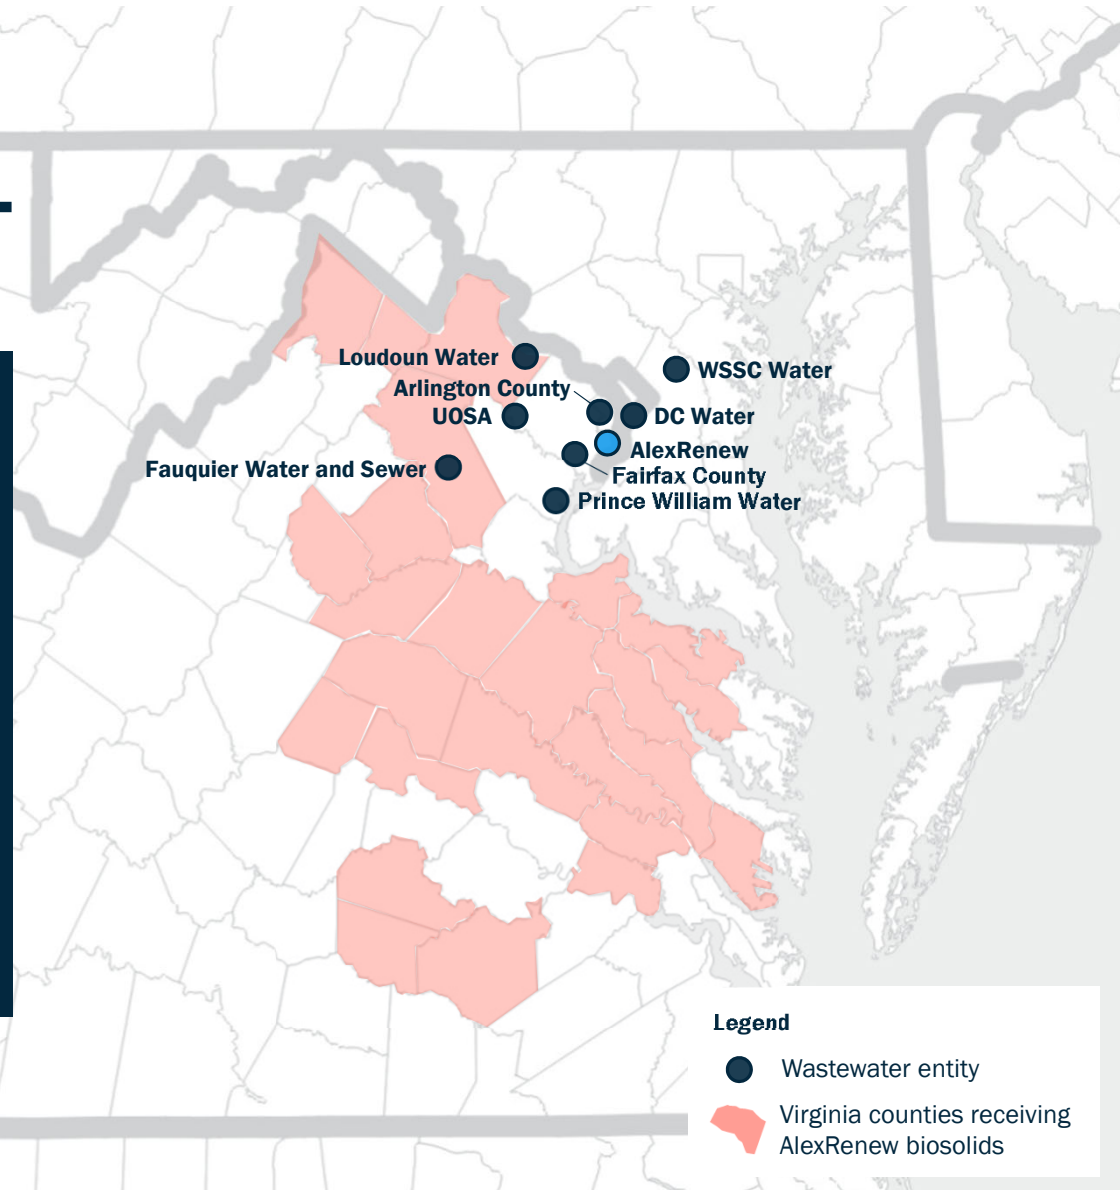 Loudoun Water
WSSC Water
Arlington County
UOSA
DC Water
AlexRenew
Fauquier Water and Sewer
Fairfax County
Prince William Water
Legend
Wastewater entity
Virginia counties receiving
AlexRenew biosolids